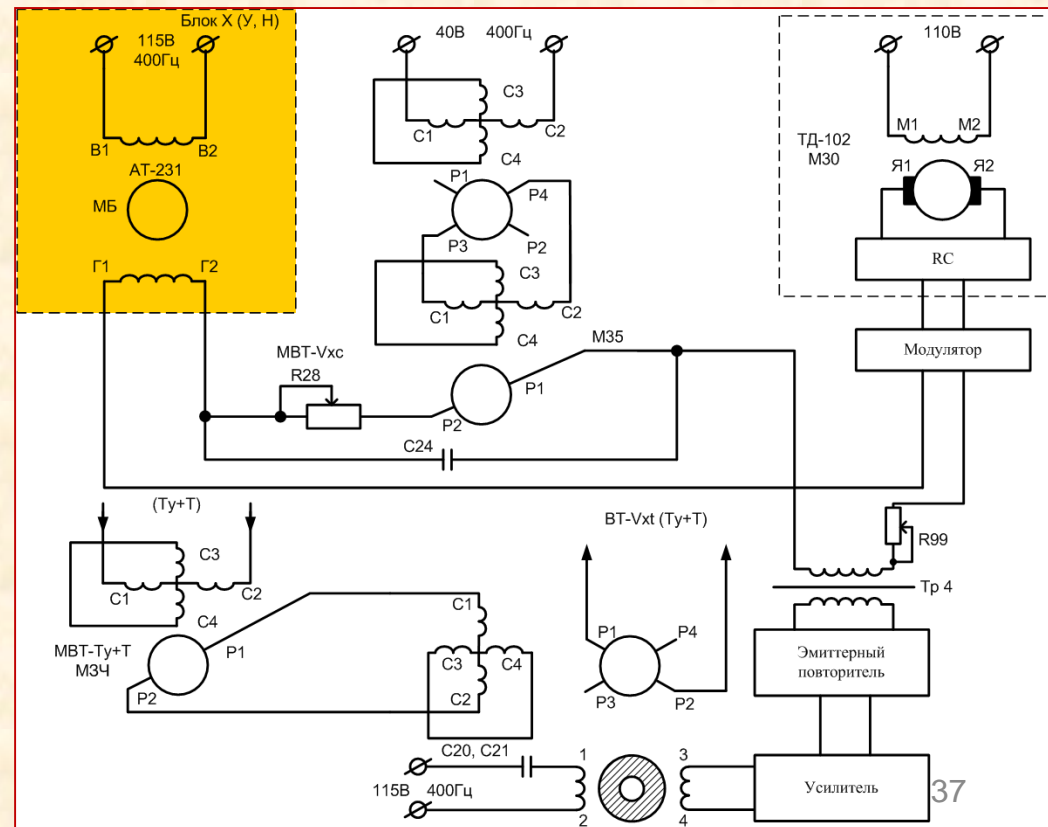 Блок Х (У, Н)
115В
400Гц
В1
В2
АТ-231
МБ
Г1
Г2
40В 400Гц
С3
С1
С2
С4
Р1
Р4
Р3
Р2
С3
С1
С2
С4
110В
М1
М2
ТД-102
М30
Я1
Я2
RC
Модулятор
МВТ-Vxc
R28
М35
Р1
Р2
С24
(Ту+Т)
С3
С1
С2
С4
МВТ-Ту+Т
МЗЧ
Р1
Р2
С1
С3
С4
С2
ВТ-Vxt (Ту+Т)
Р1
Р4
Р3
Р2
R99
Тр 4
Эмиттерный
повторитель
С20, С21
115В 400Гц
1
2
3
4
Усилитель
37